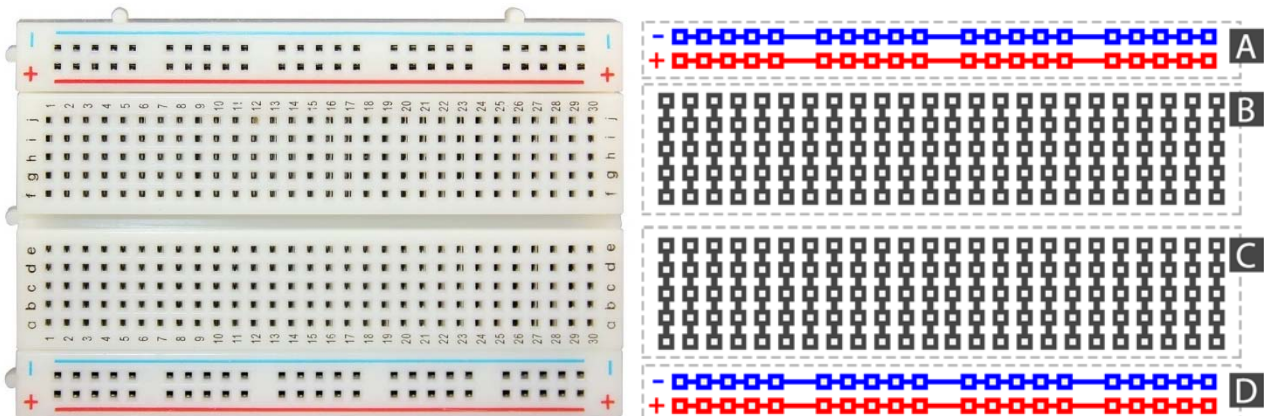 - -
+ +
1 2 3 4 5 6 7 8 9 10 11 12 13 14 15 16 17 18 19 20 21 22 23 24 25 26 27 28 29 30
j j
i i
h h
g g
f f
e e
d d
c c
b b
a a
1 2 3 4 5 6 7 8 9 10 11 12 13 14 15 16 17 18 19 20 21 22 23 24 25 26 27 28 29 30
- -
+ +
-
+
A
B
C
-
+
D